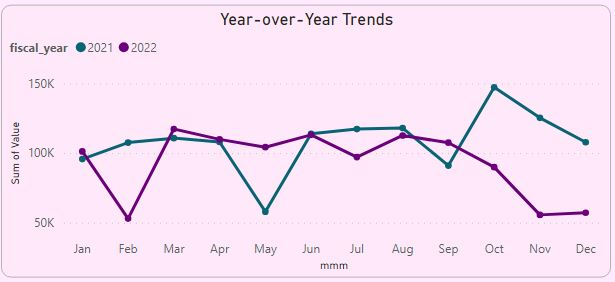 Year-over-Year Trends
fiscal_year 2021 2022
150K
100K
50K
Sum of Value
Jan Feb Mar Apr May Jun Jul Aug Sep Oct Nov Dec
mmm